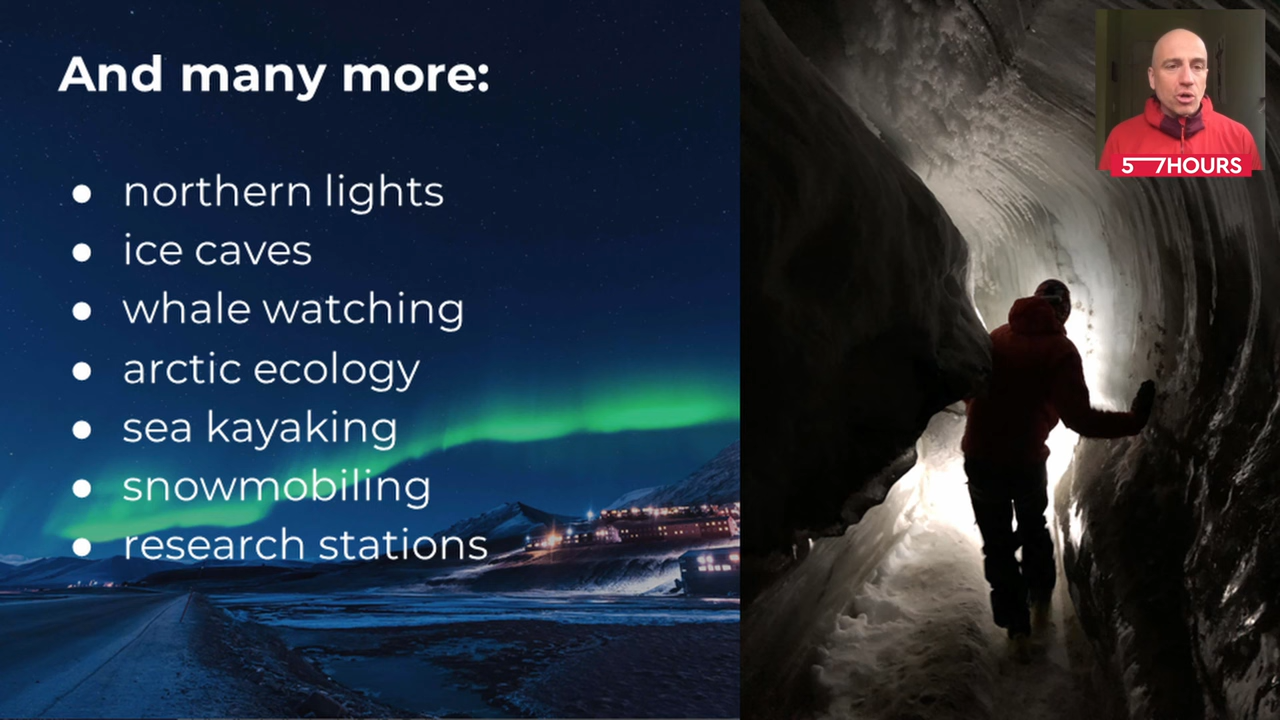 And many more:
● northern lights
● ice caves
● whale watching
● arctic ecology
● sea kayaking
● snowmobiling
● research stations
57HOURS